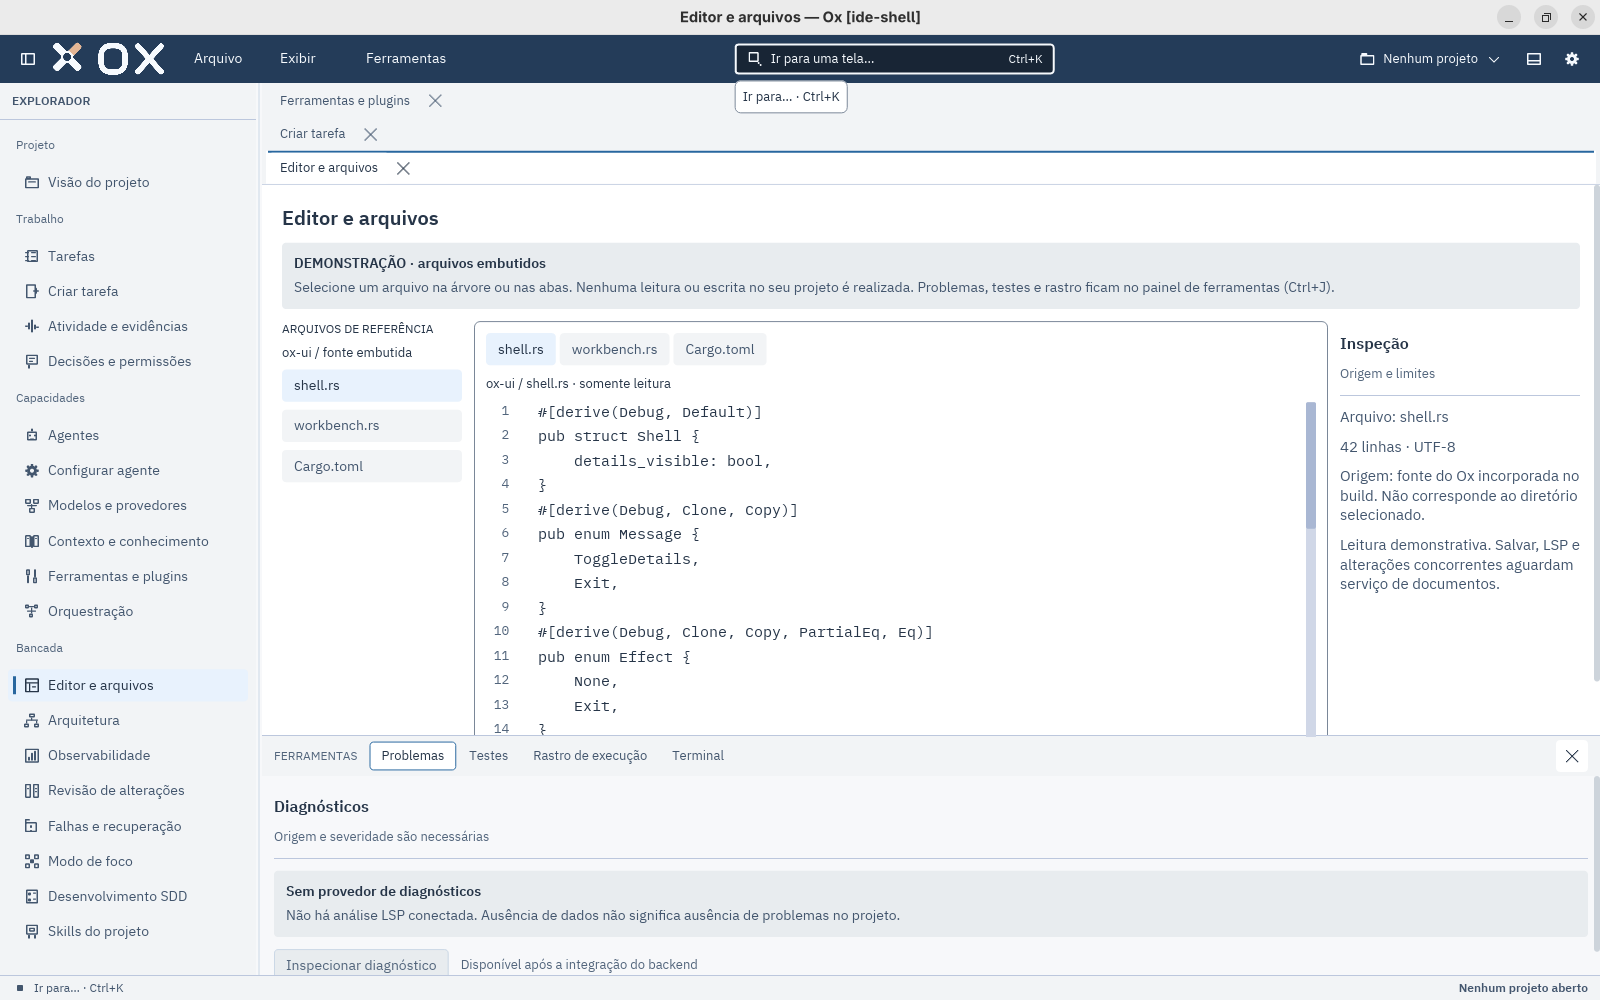 Editor e arquivos — Ox [ide-shell]
OX
Arquivo
Exibir
Ferramentas
Ir para uma tela...
Ctrl+K
Nenhum projeto
Ir para... · Ctrl+K
EXPLORADOR
Projeto
Visão do projeto
Trabalho
Tarefas
Criar tarefa
Atividade e evidências
Decisões e permissões
Capacidades
Agentes
Configurar agente
Modelos e provedores
Contexto e conhecimento
Ferramentas e plugins
Orquestração
Bancada
Editor e arquivos
Arquitetura
Observabilidade
Revisão de alterações
Falhas e recuperação
Modo de foco
Desenvolvimento SDD
Skills do projeto
Ferramentas e plugins
Criar tarefa
Editor e arquivos
Editor e arquivos
DEMONSTRAÇÃO · arquivos embutidos
Selecione um arquivo na árvore ou nas abas. Nenhuma leitura ou escrita no seu projeto é realizada. Problemas, testes e rastro ficam no painel de ferramentas (Ctrl+J).
ARQUIVOS DE REFERÊNCIA
ox-ui / fonte embutida
shell.rs
workbench.rs
Cargo.toml
shell.rs
workbench.rs
Cargo.toml
ox-ui / shell.rs · somente leitura
1 #[derive(Debug, Default)]
2 pub struct Shell {
3     details_visible: bool,
4 }
5 #[derive(Debug, Clone, Copy)]
6 pub enum Message {
7     ToggleDetails,
8     Exit,
9 }
10 #[derive(Debug, Clone, Copy, PartialEq, Eq)]
11 pub enum Effect {
12     None,
13     Exit,
14 }
Inspeção
Origem e limites
Arquivo: shell.rs
42 linhas · UTF-8
Origem: fonte do Ox incorporada no
build. Não corresponde ao diretório
selecionado.
Leitura demonstrativa. Salvar, LSP e
alterações concorrentes aguardam
serviço de documentos.
FERRAMENTAS
Problemas
Testes
Rastro de execução
Terminal
Diagnósticos
Origem e severidade são necessárias
Sem provedor de diagnósticos
Não há análise LSP conectada. Ausência de dados não significa ausência de problemas no projeto.
Inspecionar diagnóstico
Disponível após a integração do backend
Ir para... · Ctrl+K
Nenhum projeto aberto